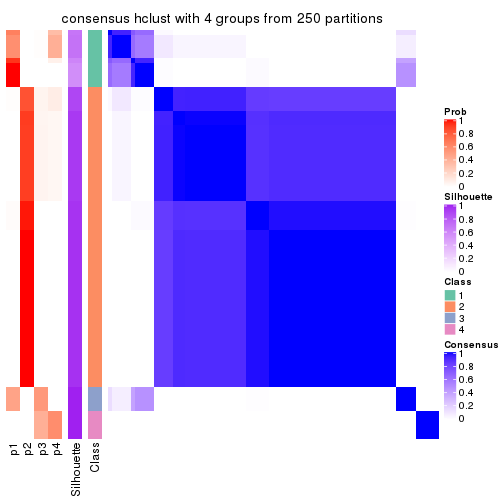 consensus hclust with 4 groups from 250 partitions
Prob
1
0.8
0.6
0.4
0.2
0
Silhouette
1
0.8
0.6
0.4
0.2
0
Class
1
2
3
4
Consensus
1
0.8
0.6
0.4
0.2
0
p1
p2
p3
p4
Silhouette
Class